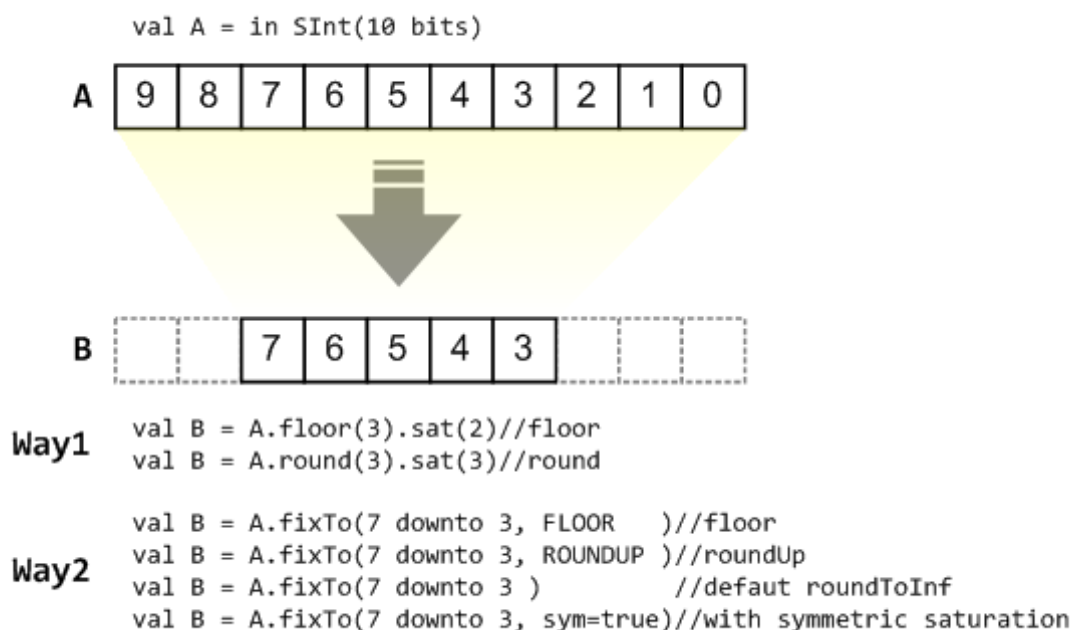 val A = in SInt(10 bits)
A 9 8 7 6 5 4 3 2 1 0
B 7 6 5 4 3
Way1
val B = A.floor(3).sat(2)//floor
val B = A.round(3).sat(3)//round
Way2
val B = A.fixTo(7 downto 3, FLOOR   )//floor
val B = A.fixTo(7 downto 3, ROUNDUP )//roundUp
val B = A.fixTo(7 downto 3 )         //defaut roundToInf
val B = A.fixTo(7 downto 3, sym=true)//with symmetric saturation